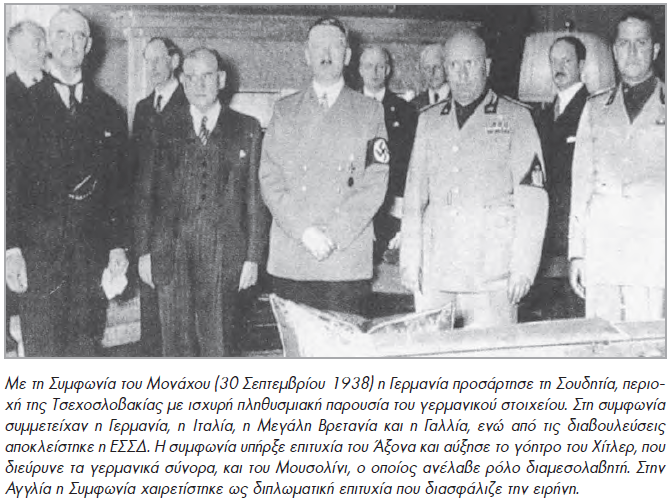 Με τη Συμφωνία του Μονάχου (30 Σεπτεμβρίου 1938) η Γερμανία προσάρτησε τη Σουδητία, περιο-
χή της Τσεχοσλοβακίας με ισχυρή πληθυσμιακή παρουσία του γερμανικού στοιχείου. Στη συμφωνία
συμμετείχαν η Γερμανία, η Ιταλία, η Μεγάλη Βρετανία και η Γαλλία, ενώ από τις διαβουλεύσεις
αποκλείστηκε η ΕΣΣΔ. Η συμφωνία υπήρξε επιτυχία του Άξονα και αύξησε το γόητρο του Χίτλερ, που
διεύρυνε τα γερμανικά σύνορα, και του Μουσολίνι, ο οποίος ανέλαβε ρόλο διαμεσολαβητή. Στην
Αγγλία η Συμφωνία χαιρετίστηκε ως διπλωματική επιτυχία που διασφάλιζε την ειρήνη.